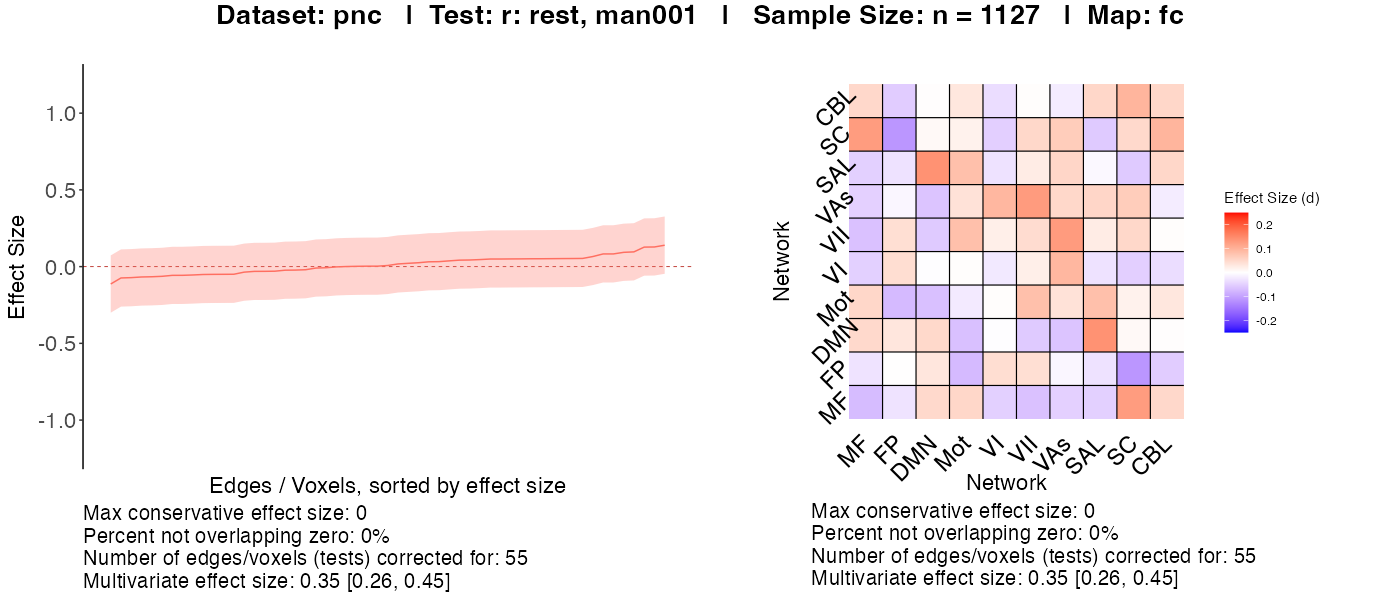 Dataset: pnc | Test: r: rest, man001 | Sample Size: n = 1127 | Map: fc
Effect Size
1.0
0.5
0.0
-0.5
-1.0
Edges / Voxels, sorted by effect size
Max conservative effect size: 0
Percent not overlapping zero: 0%
Number of edges/voxels (tests) corrected for: 55
Multivariate effect size: 0.35 [0.26, 0.45]
Network
CBL
SC
SAL
VAs
VII
VI
Mot
DMN
FP
MF
MF
FP
DMN
Mot
VI
VII
VAs
SAL
SC
CBL
Network
Effect Size (d)
0.2
0.1
0.0
-0.1
-0.2
Max conservative effect size: 0
Percent not overlapping zero: 0%
Number of edges/voxels (tests) corrected for: 55
Multivariate effect size: 0.35 [0.26, 0.45]